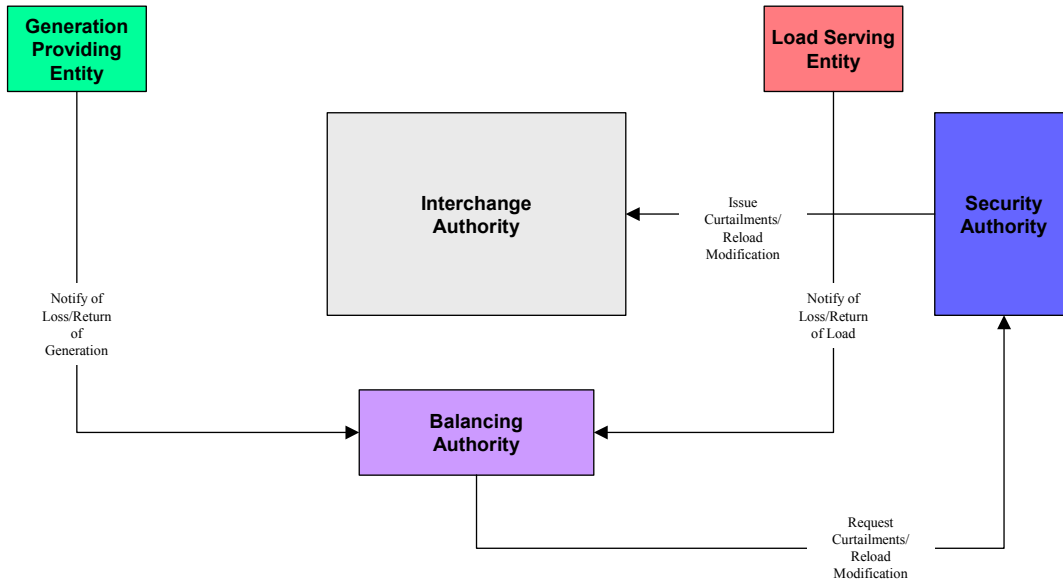 Generation
Providing
Entity
Load Serving
Entity
Interchange
Authority
Issue
Curtailments/
Reload
Modification
Security
Authority
Notify of
Loss/Return
of
Generation
Notify of
Loss/Return
of Load
Balancing
Authority
Request
Curtailments/
Reload
Modification